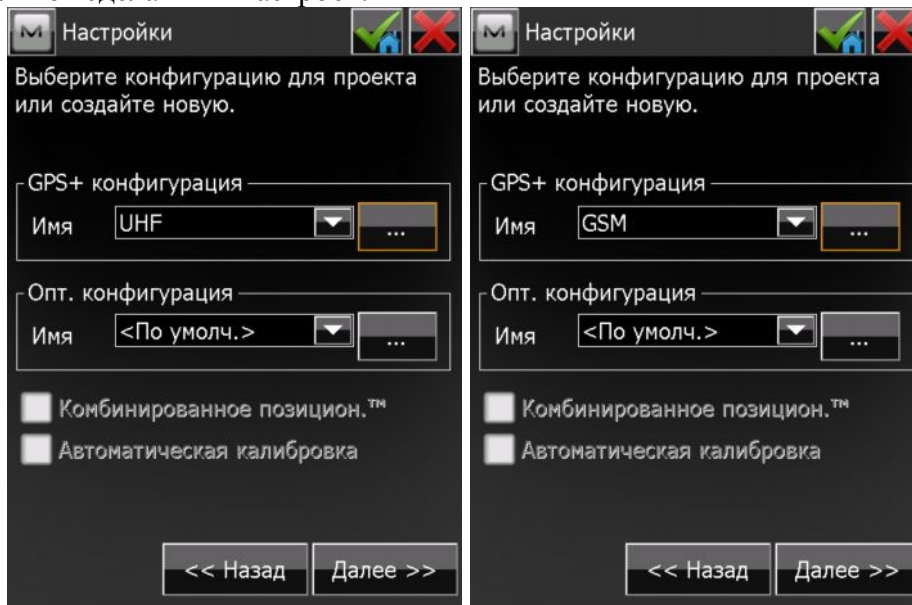 Настройки
Выберите конфигурацию для проекта
или создайте новую.
GPS+ конфигурация
Имя UHF ...
Опт. конфигурация
Имя <По умолч.> ...
Комбинированное позицион.™
Автоматическая калибровка
<< Назад Далее >>
Настройки
Выберите конфигурацию для проекта
или создайте новую.
GPS+ конфигурация
Имя GSM ...
Опт. конфигурация
Имя <По умолч.> ...
Комбинированное позицион.™
Автоматическая калибровка
<< Назад Далее >>